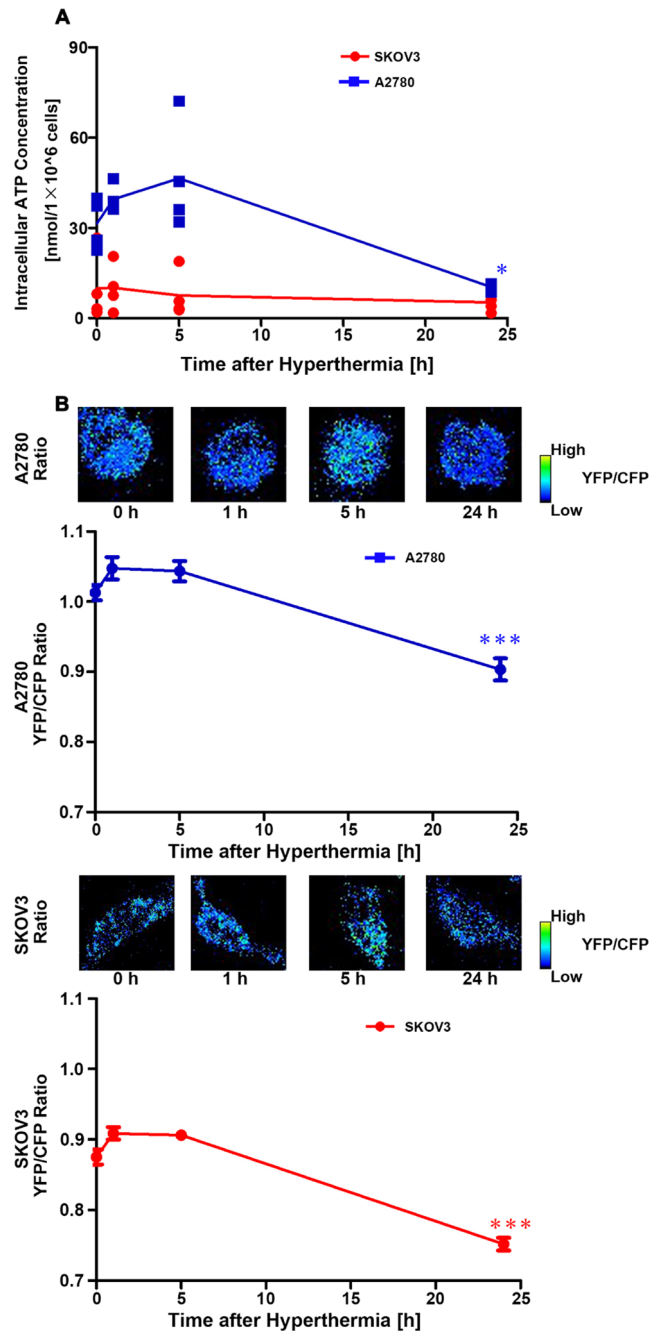 A
Intracellular ATP Concentration
[nmol/1×10^6 cells]
90
60
30
0
SKOV3
A2780
*
0 5 10 15 20 25
Time after Hyperthermia [h]
B
A2780
Ratio
0 h 1 h 5 h 24 h
High
YFP/CFP
Low
A2780
YFP/CFP Ratio
1.1
1.0
0.9
0.8
0.7
A2780
***
0 5 10 15 20 25
Time after Hyperthermia [h]
SKOV3
Ratio
0 h 1 h 5 h 24 h
High
YFP/CFP
Low
SKOV3
YFP/CFP Ratio
1.1
1.0
0.9
0.8
0.7
SKOV3
***
0 5 10 15 20 25
Time after Hyperthermia [h]